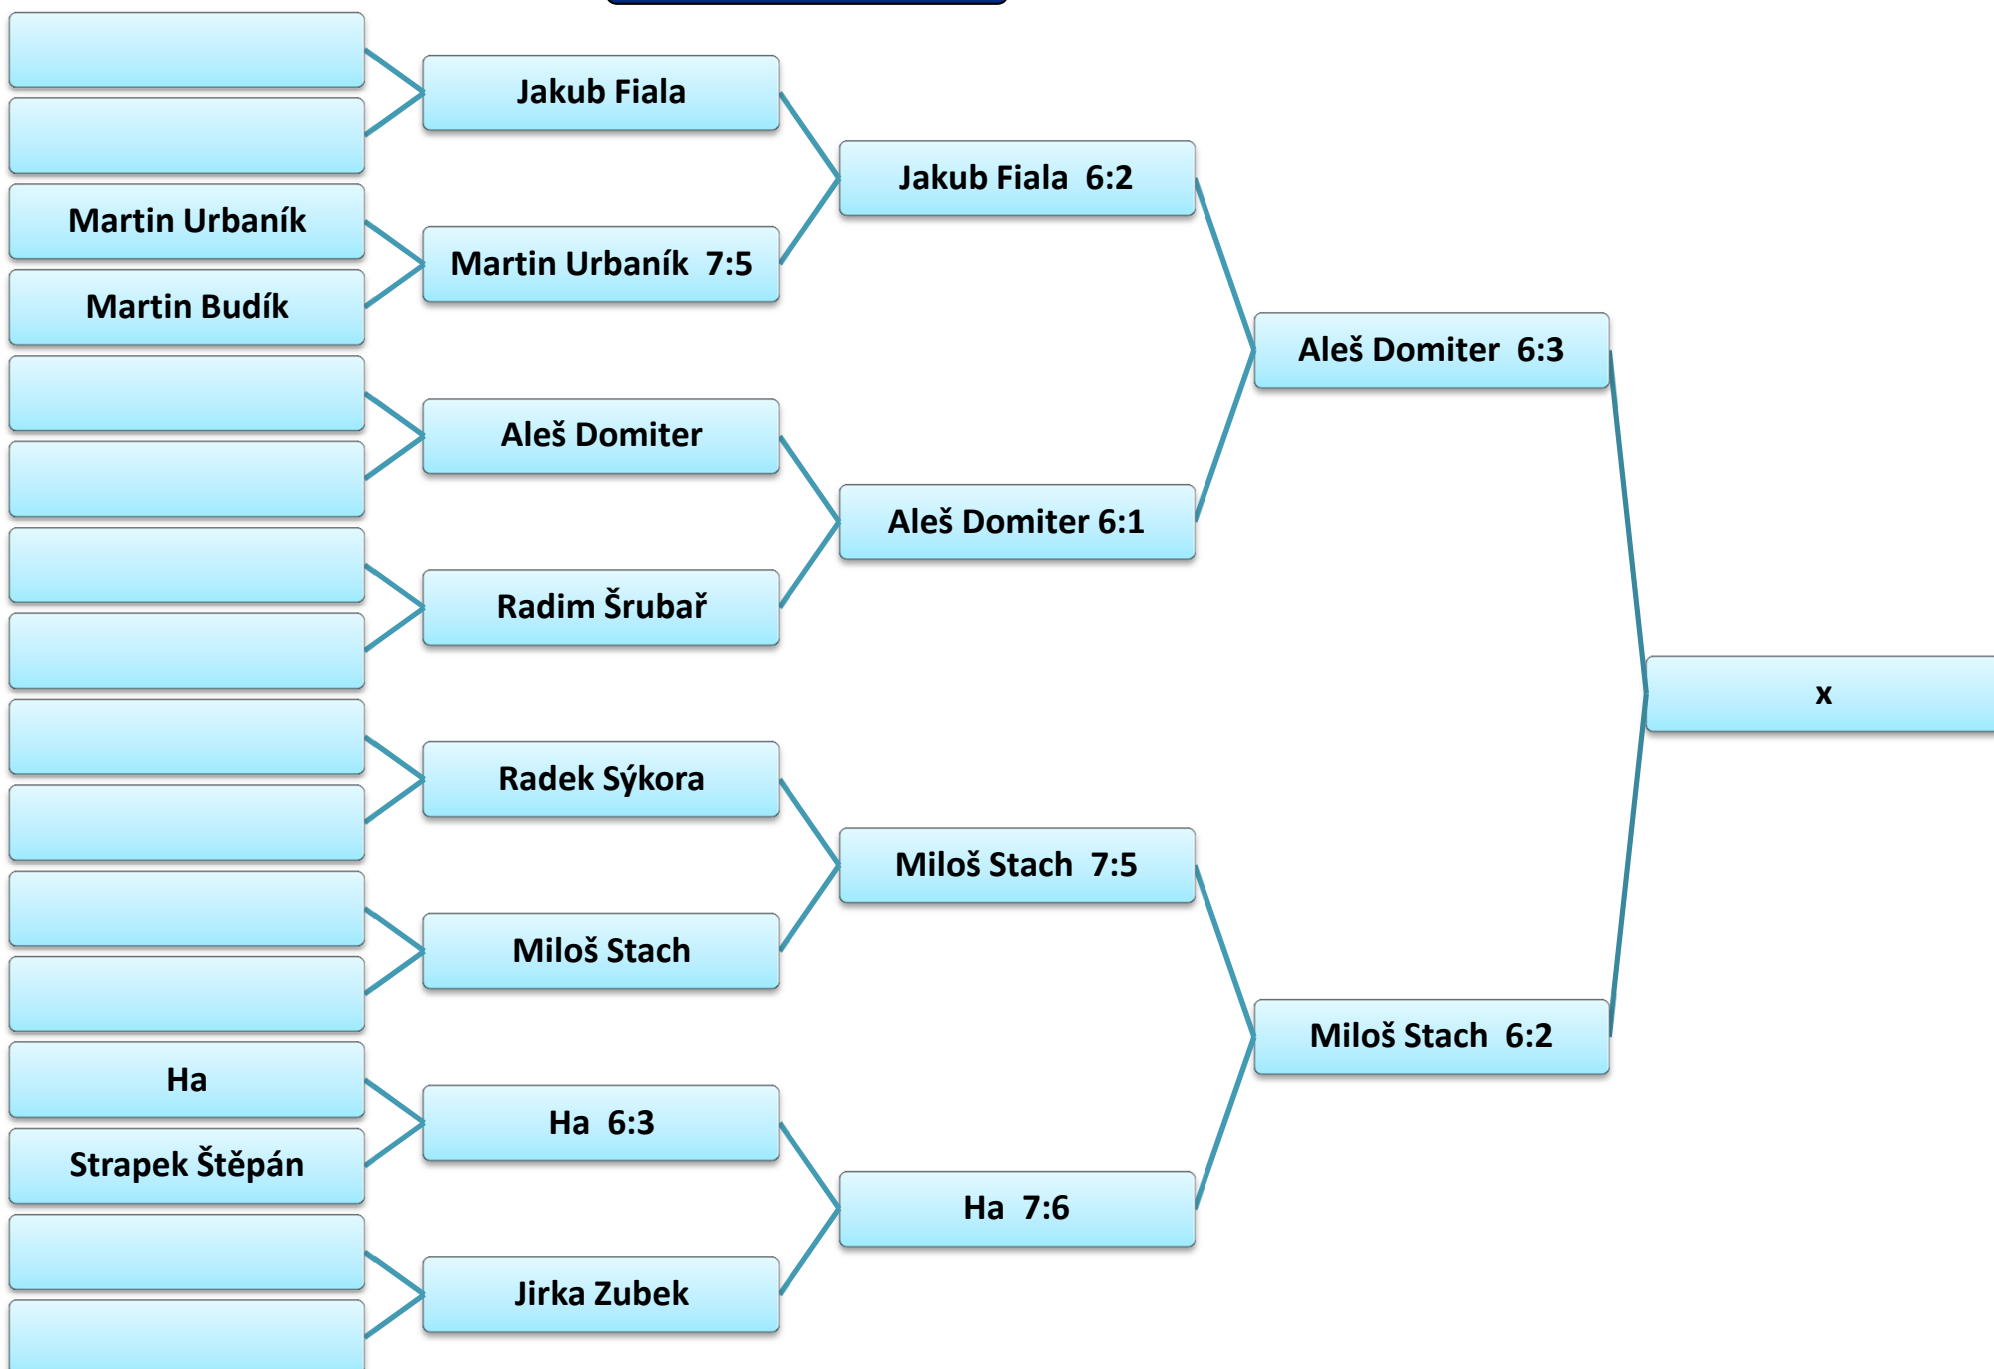 Martin Urbaník
Martin Budík
Ha
Strapek Štěpán
Jakub Fiala
Martin Urbaník 7:5
Aleš Domiter
Radim Šrubař
Radek Sýkora
Miloš Stach
Ha 6:3
Jirka Zubek
Jakub Fiala 6:2
Aleš Domiter 6:1
Miloš Stach 7:5
Ha 7:6
Aleš Domiter 6:3
Miloš Stach 6:2
x